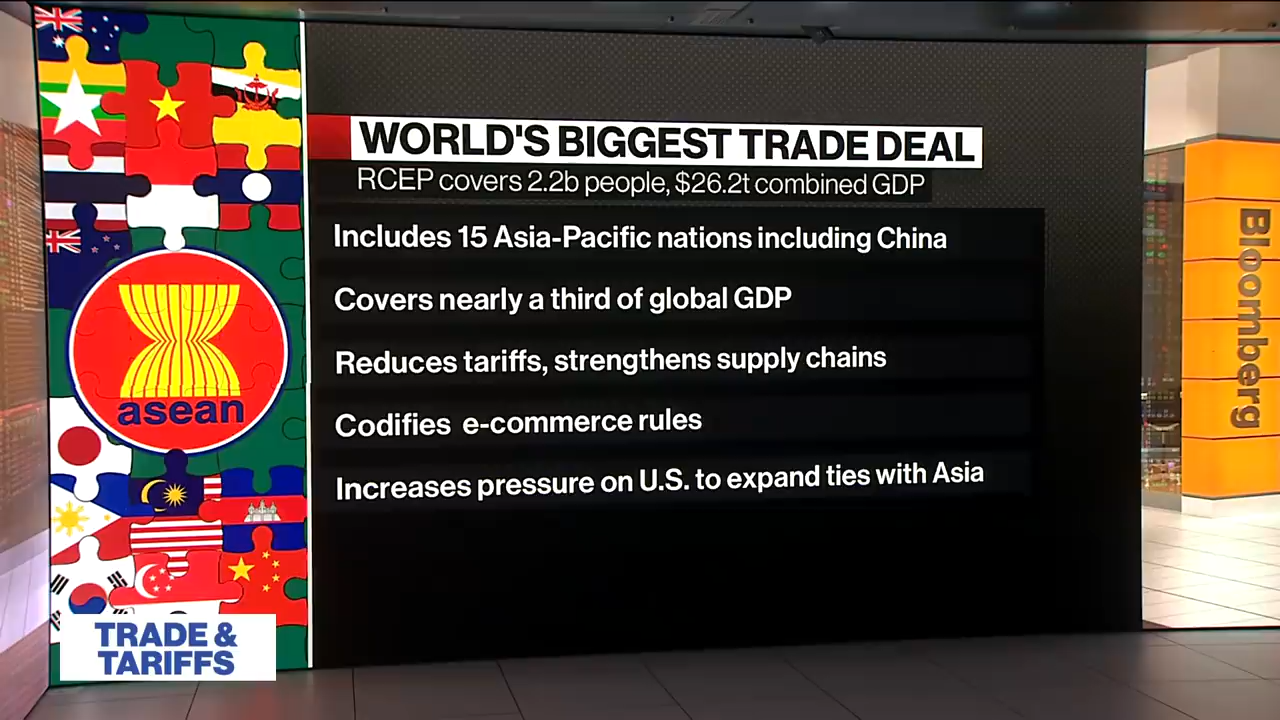 WORLD'S BIGGEST TRADE DEAL
RCEP covers 2.2b people, $26.2t combined GDP
Includes 15 Asia-Pacific nations including China
Covers nearly a third of global GDP
Reduces tariffs, strengthens supply chains
Codifies e-commerce rules
Increases pressure on U.S. to expand ties with Asia
asean
TRADE &
TARIFFS
Bloomberg